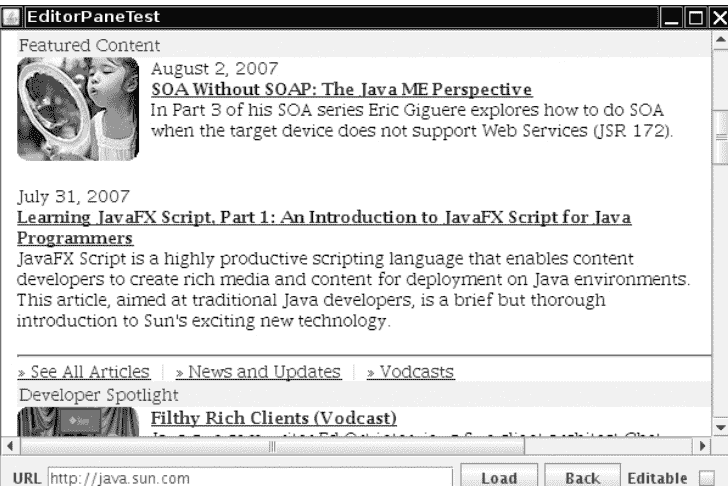 EditorPaneTest
Featured Content
August 2, 2007
SOA Without SOAP: The Java ME Perspective
In Part 3 of his SOA series Eric Giguere explores how to do SOA
when the target device does not support Web Services (JSR 172).
July 31, 2007
Learning JavaFX Script, Part 1: An Introduction to JavaFX Script for Java
Programmers
JavaFX Script is a highly productive scripting language that enables content
developers to create rich media and content for deployment on Java environments.
This article, aimed at traditional Java developers, is a brief but thorough
introduction to Sun's exciting new technology.
» See All Articles | » News and Updates | » Vodcasts
Developer Spotlight
Filthy Rich Clients (Vodcast)
URL http://java.sun.com Load Back Editable